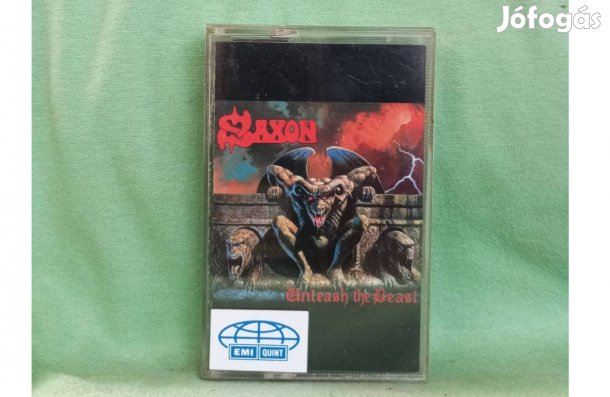 Jófogás
SAXON
Unleash the Beast
EMI QUINT